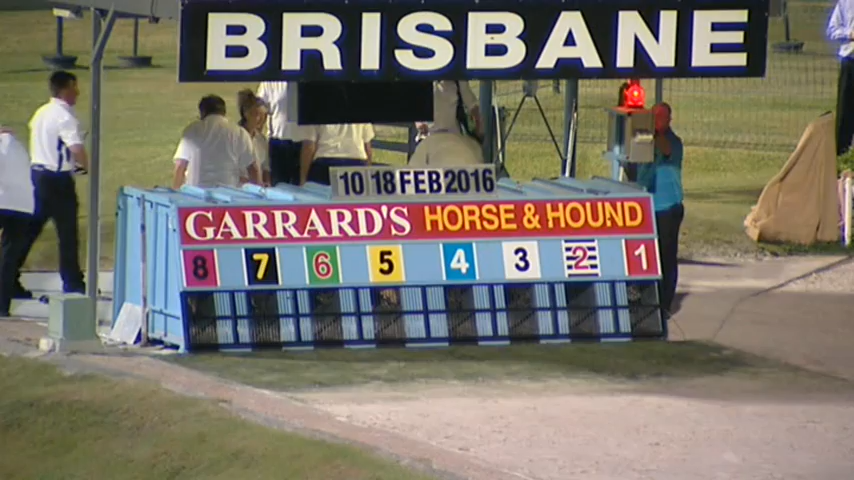 BRISBANE
10 18 FEB 2016
GARRARD'S HORSE & HOUND
8 7 6 5 4 3 2 1